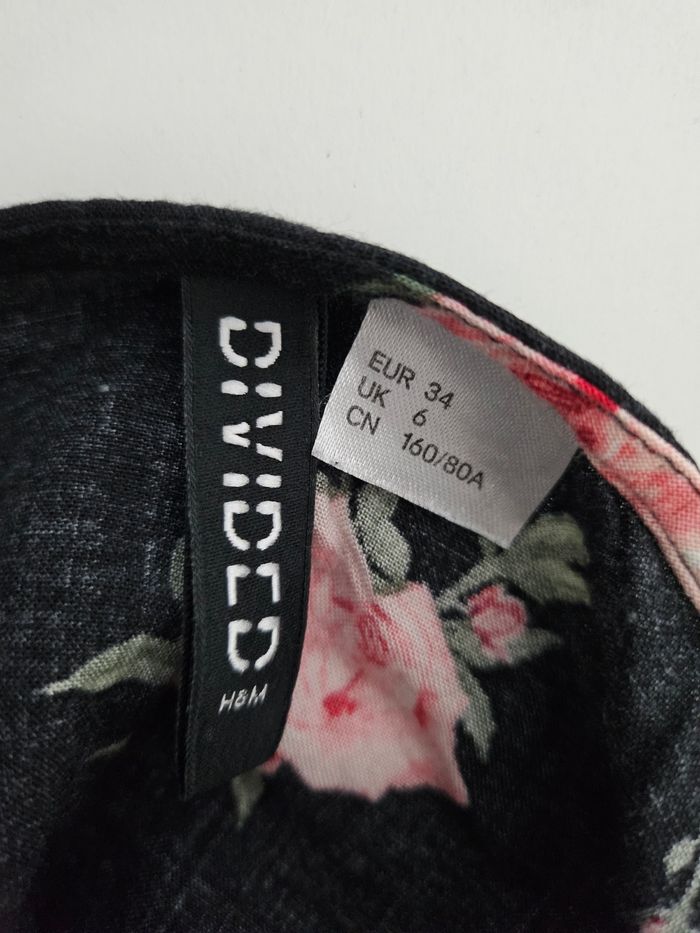 DIVIDED
H&M
EUR 34
UK 6
CN 160/80A